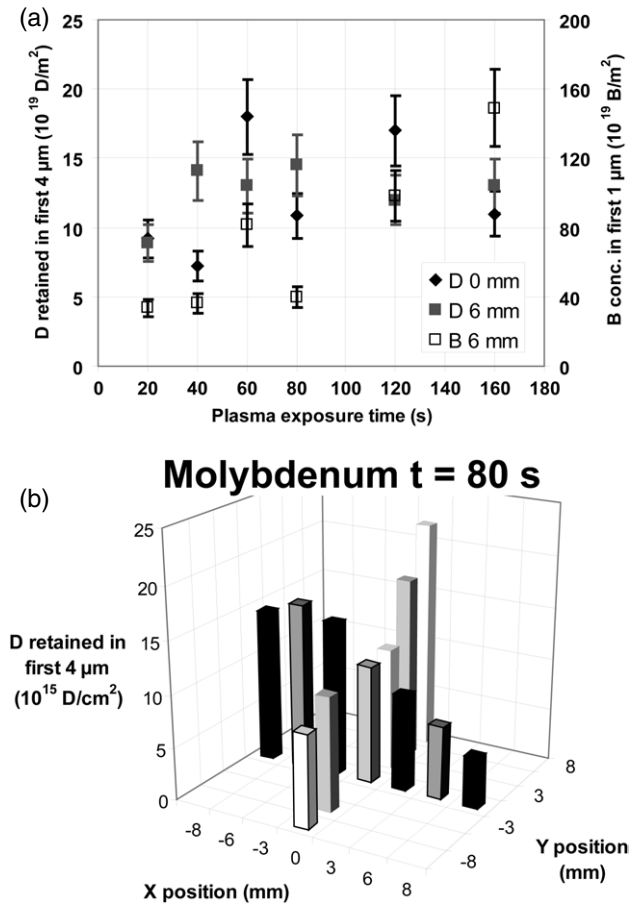 (a)
25
20
15
10
5
0
D retained in first 4 μm (10¹⁹ D/m²)
200
160
120
80
40
0
B conc. in first 1 μm (10¹⁹ B/m²)
D 0 mm
D 6 mm
B 6 mm
0 20 40 60 80 100 120 140 160 180
Plasma exposure time (s)
Molybdenum t = 80 s
(b)
25
20
15
10
5
0
D retained in
first 4 μm
(10¹⁵ D/cm²)
-8 -6 -3 0 3 6 8
X position (mm)
8
3
-3
-8
Y position
(mm)